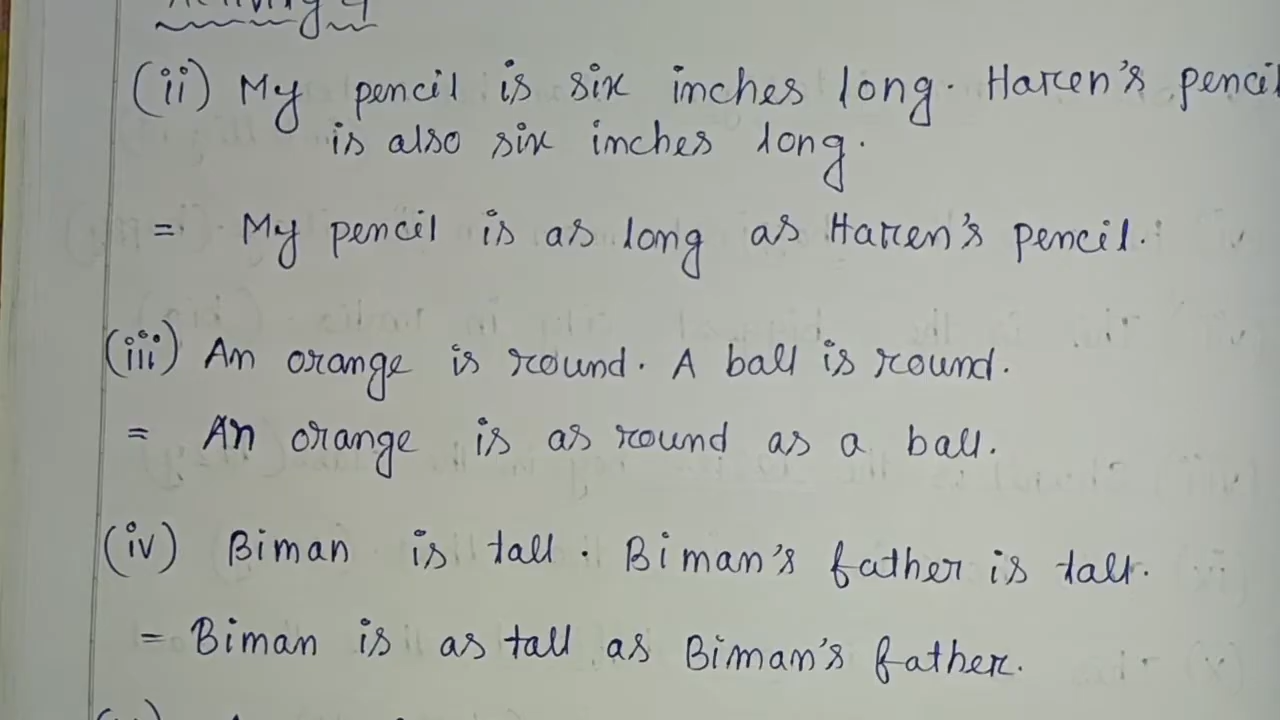 Activity 4
(ii) My pencil is six inches long. Haren's pencil
is also six inches long.
= My pencil is as long as Haren's pencil.
(iii) An orange is round. A ball is round.
= An orange is as round as a ball.
(iv) Biman is tall. Biman's father is tall.
= Biman is as tall as Biman's father.